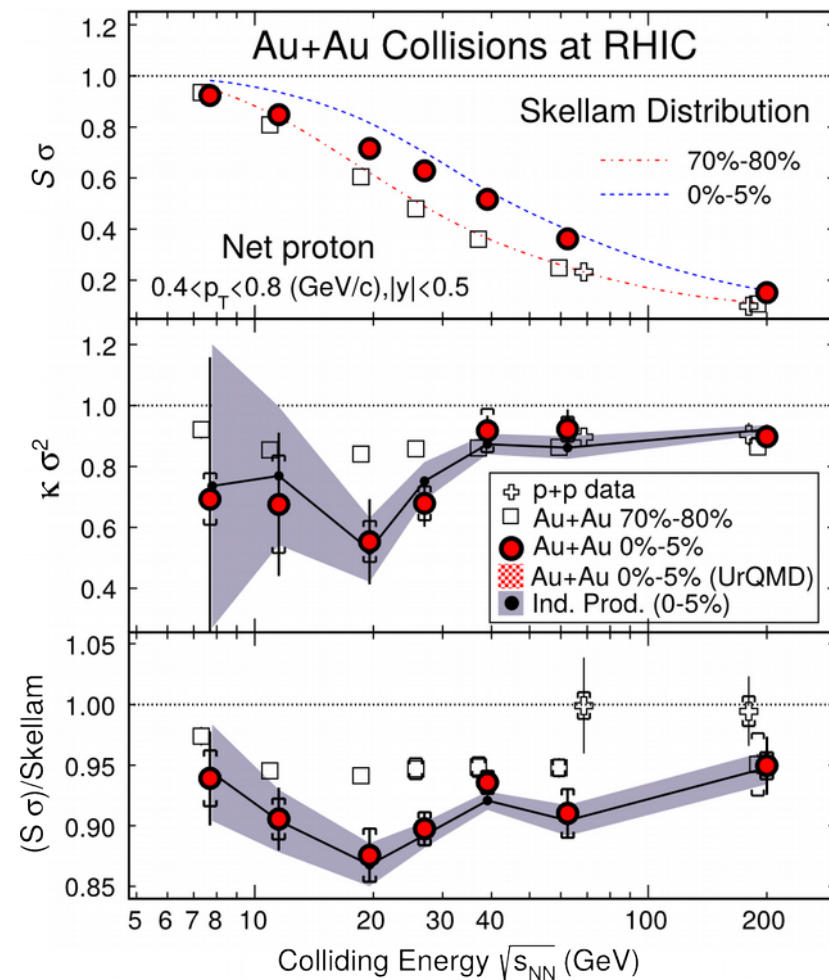 Au+Au Collisions at RHIC
Skellam Distribution
70%-80%
0%-5%
Net proton
0.4<p_T<0.8 (GeV/c),|y|<0.5
S σ
1.2
1.0
0.8
0.6
0.4
0.2
κ σ²
1.2
1.0
0.8
0.6
0.4
p+p data
Au+Au 70%-80%
Au+Au 0%-5%
Au+Au 0%-5% (UrQMD)
Ind. Prod. (0-5%)
(S σ)/Skellam
1.05
1.00
0.95
0.90
0.85
5 6 7 8 10 20 30 40 60 100 200
Colliding Energy √s_NN (GeV)